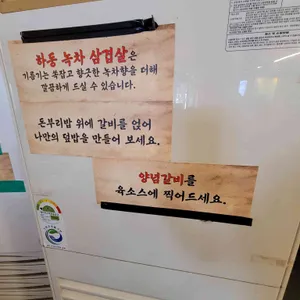 하동 녹차 삼겹살은
기름기는 쏙잡고 향긋한 녹차향을 더해
깔끔하게 드실 수 있습니다.
돈부리밥 위에 갈비를 얹어
나만의 덮밥을 만들어 보세요.
양념갈비를
육소스에 찍어드세요.